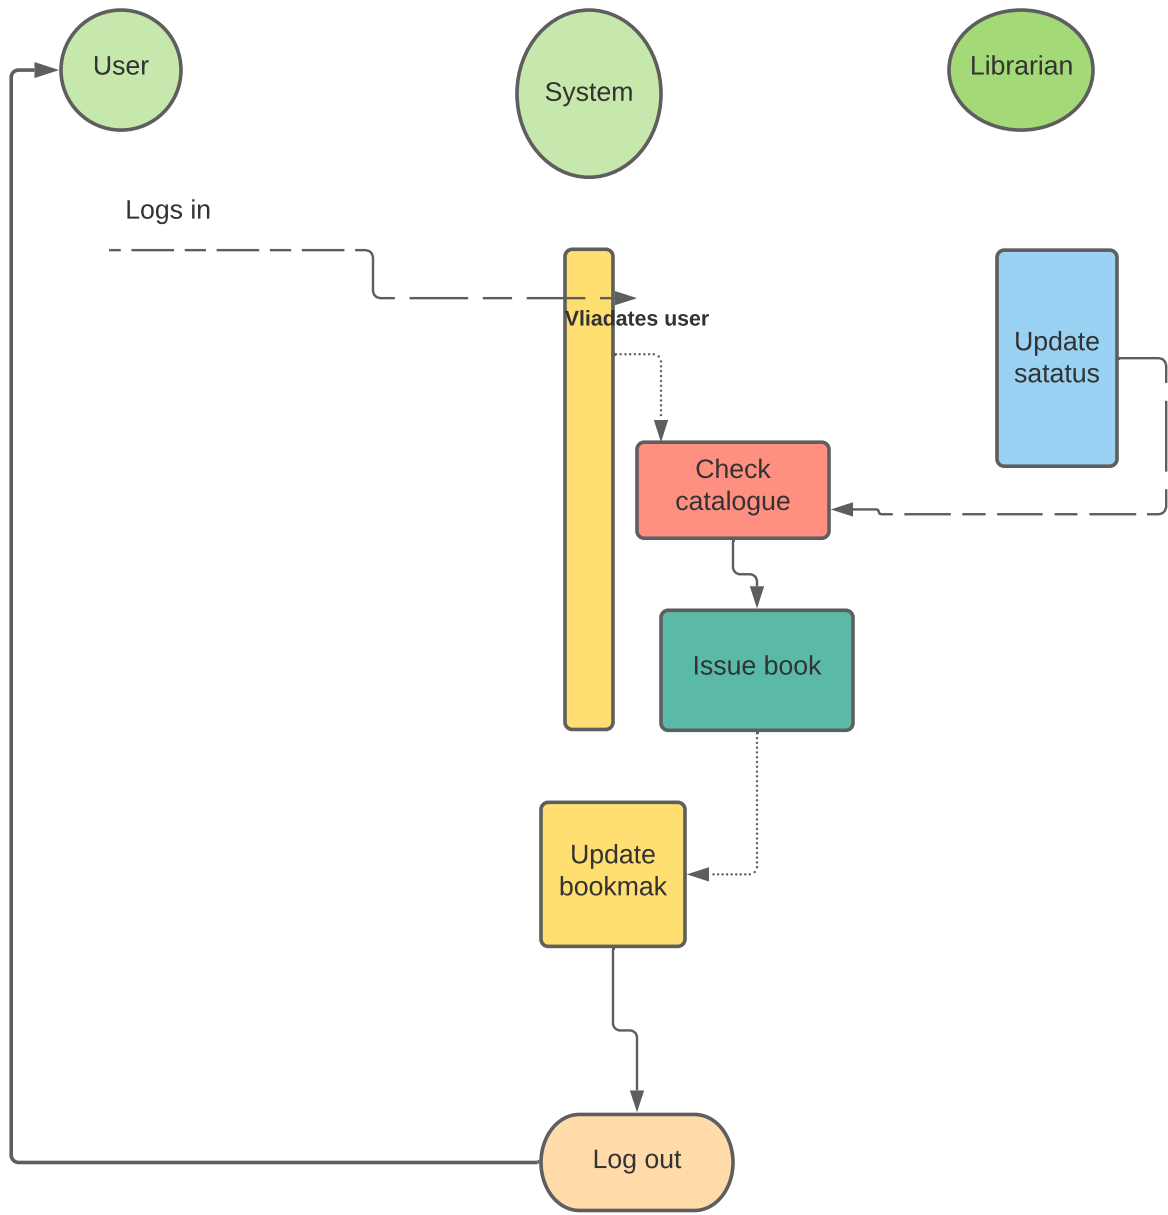 User
System
Librarian
Logs in
Vliadates user
Update
satatus
Check
catalogue
Issue book
Update
bookmak
Log out